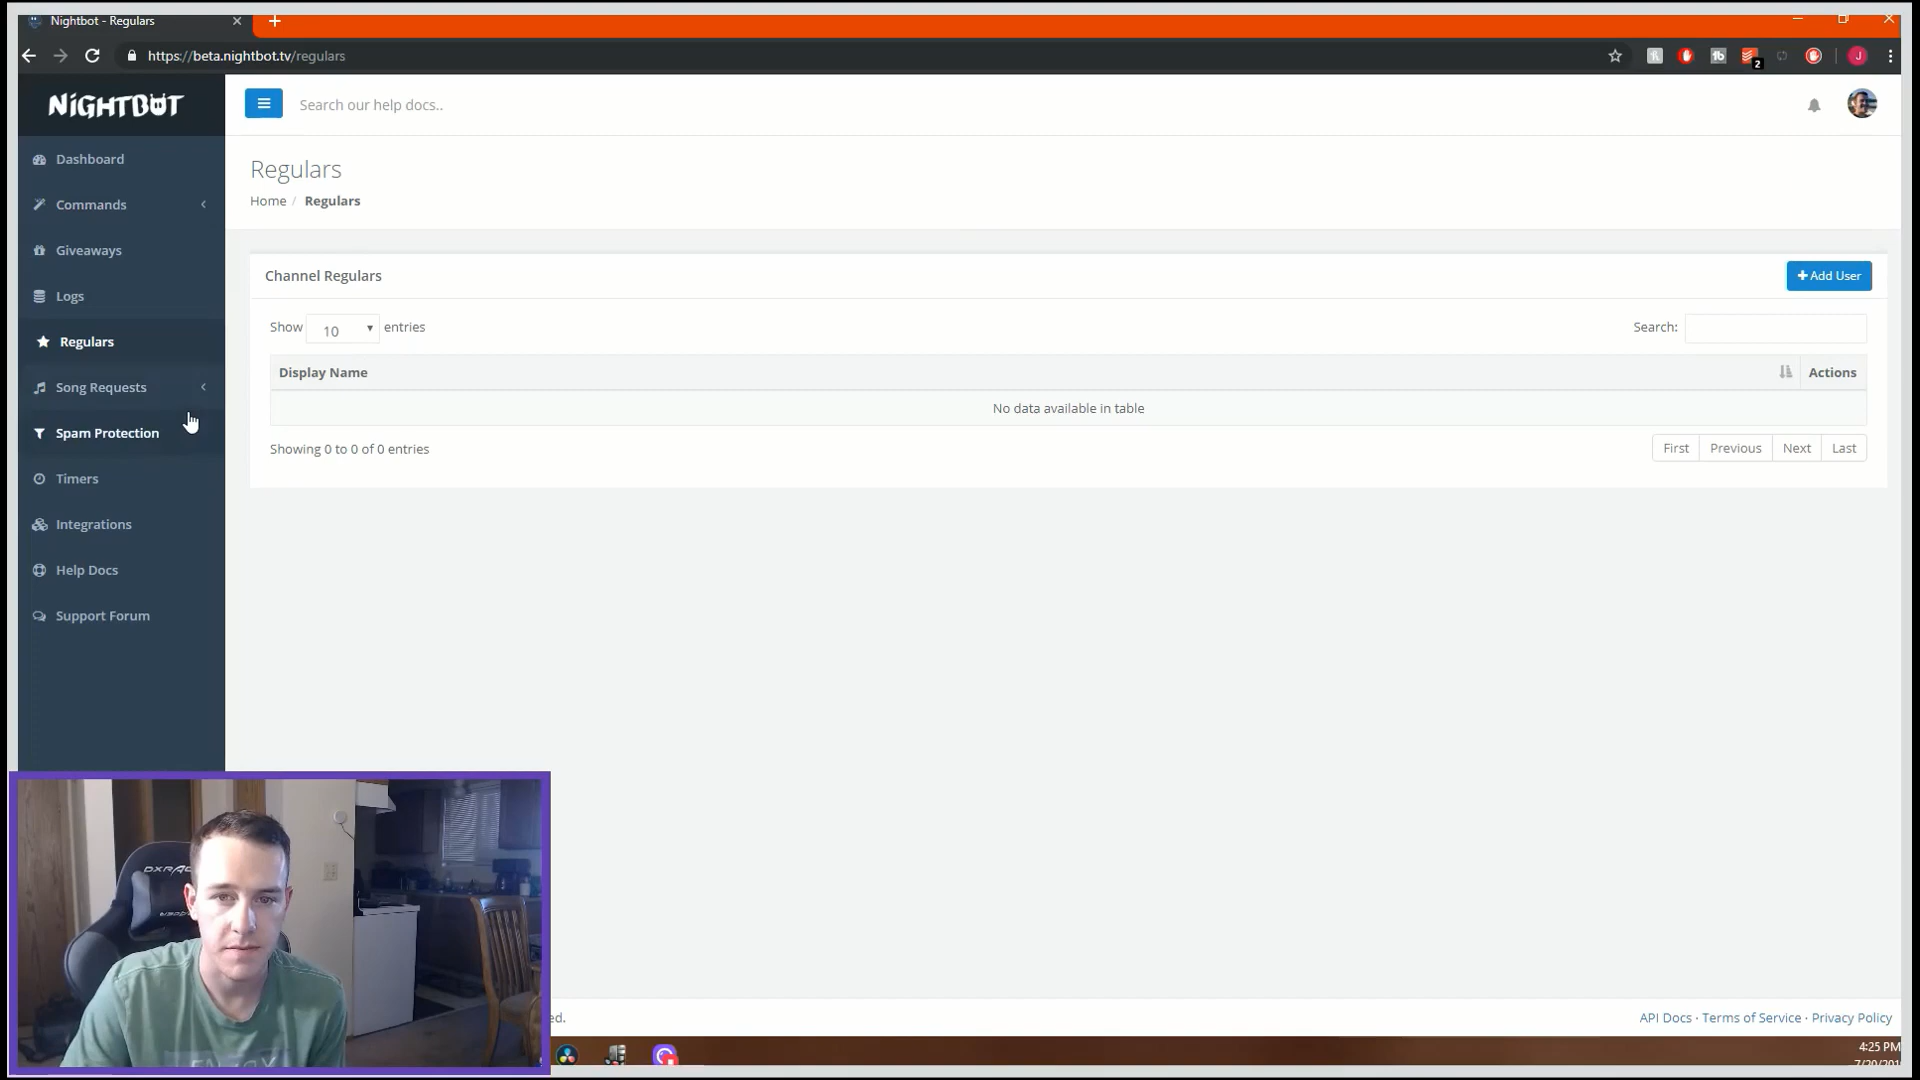 Nightbot - Regulars
https://beta.nightbot.tv/regulars
2
J
NIGHTBOT
Search our help docs..
Dashboard
Commands
Giveaways
Logs
Regulars
Song Requests
Spam Protection
Timers
Integrations
Help Docs
Support Forum
Regulars
Home / Regulars
Channel Regulars
+ Add User
Show 10 entries
Search:
Display Name
Actions
No data available in table
Showing 0 to 0 of 0 entries
First Previous Next Last
DXRACER
ed.
API Docs · Terms of Service · Privacy Policy
4:25 PM